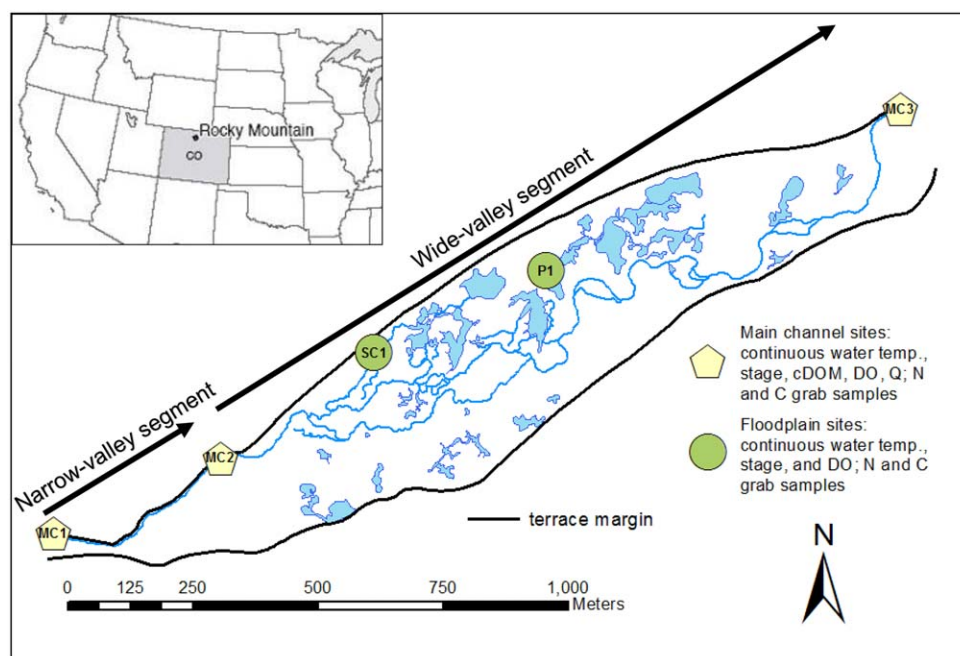 Rocky Mountain
CO
MC3
Wide-valley segment
P1
SC1
Main channel sites:
continuous water temp.,
stage, cDOM, DO, Q; N
and C grab samples
Floodplain sites:
continuous water temp.,
stage, and DO; N and C
grab samples
Narrow-valley segment
MC2
MC1
terrace margin
N
0 125 250 500 750 1,000
Meters